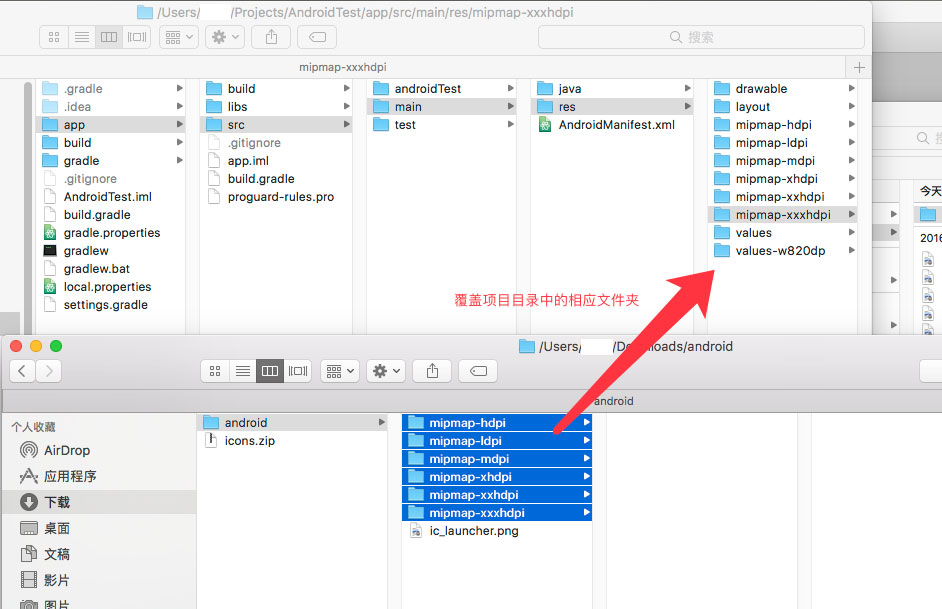 /Users/ /Projects/AndroidTest/app/src/main/res/mipmap-xxxhdpi
搜索
mipmap-xxxhdpi
.gradle
.idea
app
build
gradle
.gitignore
AndroidTest.iml
build.gradle
gradle.properties
gradlew
gradlew.bat
local.properties
settings.gradle
build
libs
src
.gitignore
app.iml
build.gradle
proguard-rules.pro
androidTest
main
test
java
res
AndroidManifest.xml
drawable
layout
mipmap-hdpi
mipmap-ldpi
mipmap-mdpi
mipmap-xhdpi
mipmap-xxhdpi
mipmap-xxxhdpi
values
values-w820dp
今天
覆盖项目目录中的相应文件夹
/Users/ /Downloads/android
android
个人收藏
AirDrop
应用程序
下载
桌面
文稿
影片
图片
android
icons.zip
mipmap-hdpi
mipmap-ldpi
mipmap-mdpi
mipmap-xhdpi
mipmap-xxhdpi
mipmap-xxxhdpi
ic_launcher.png